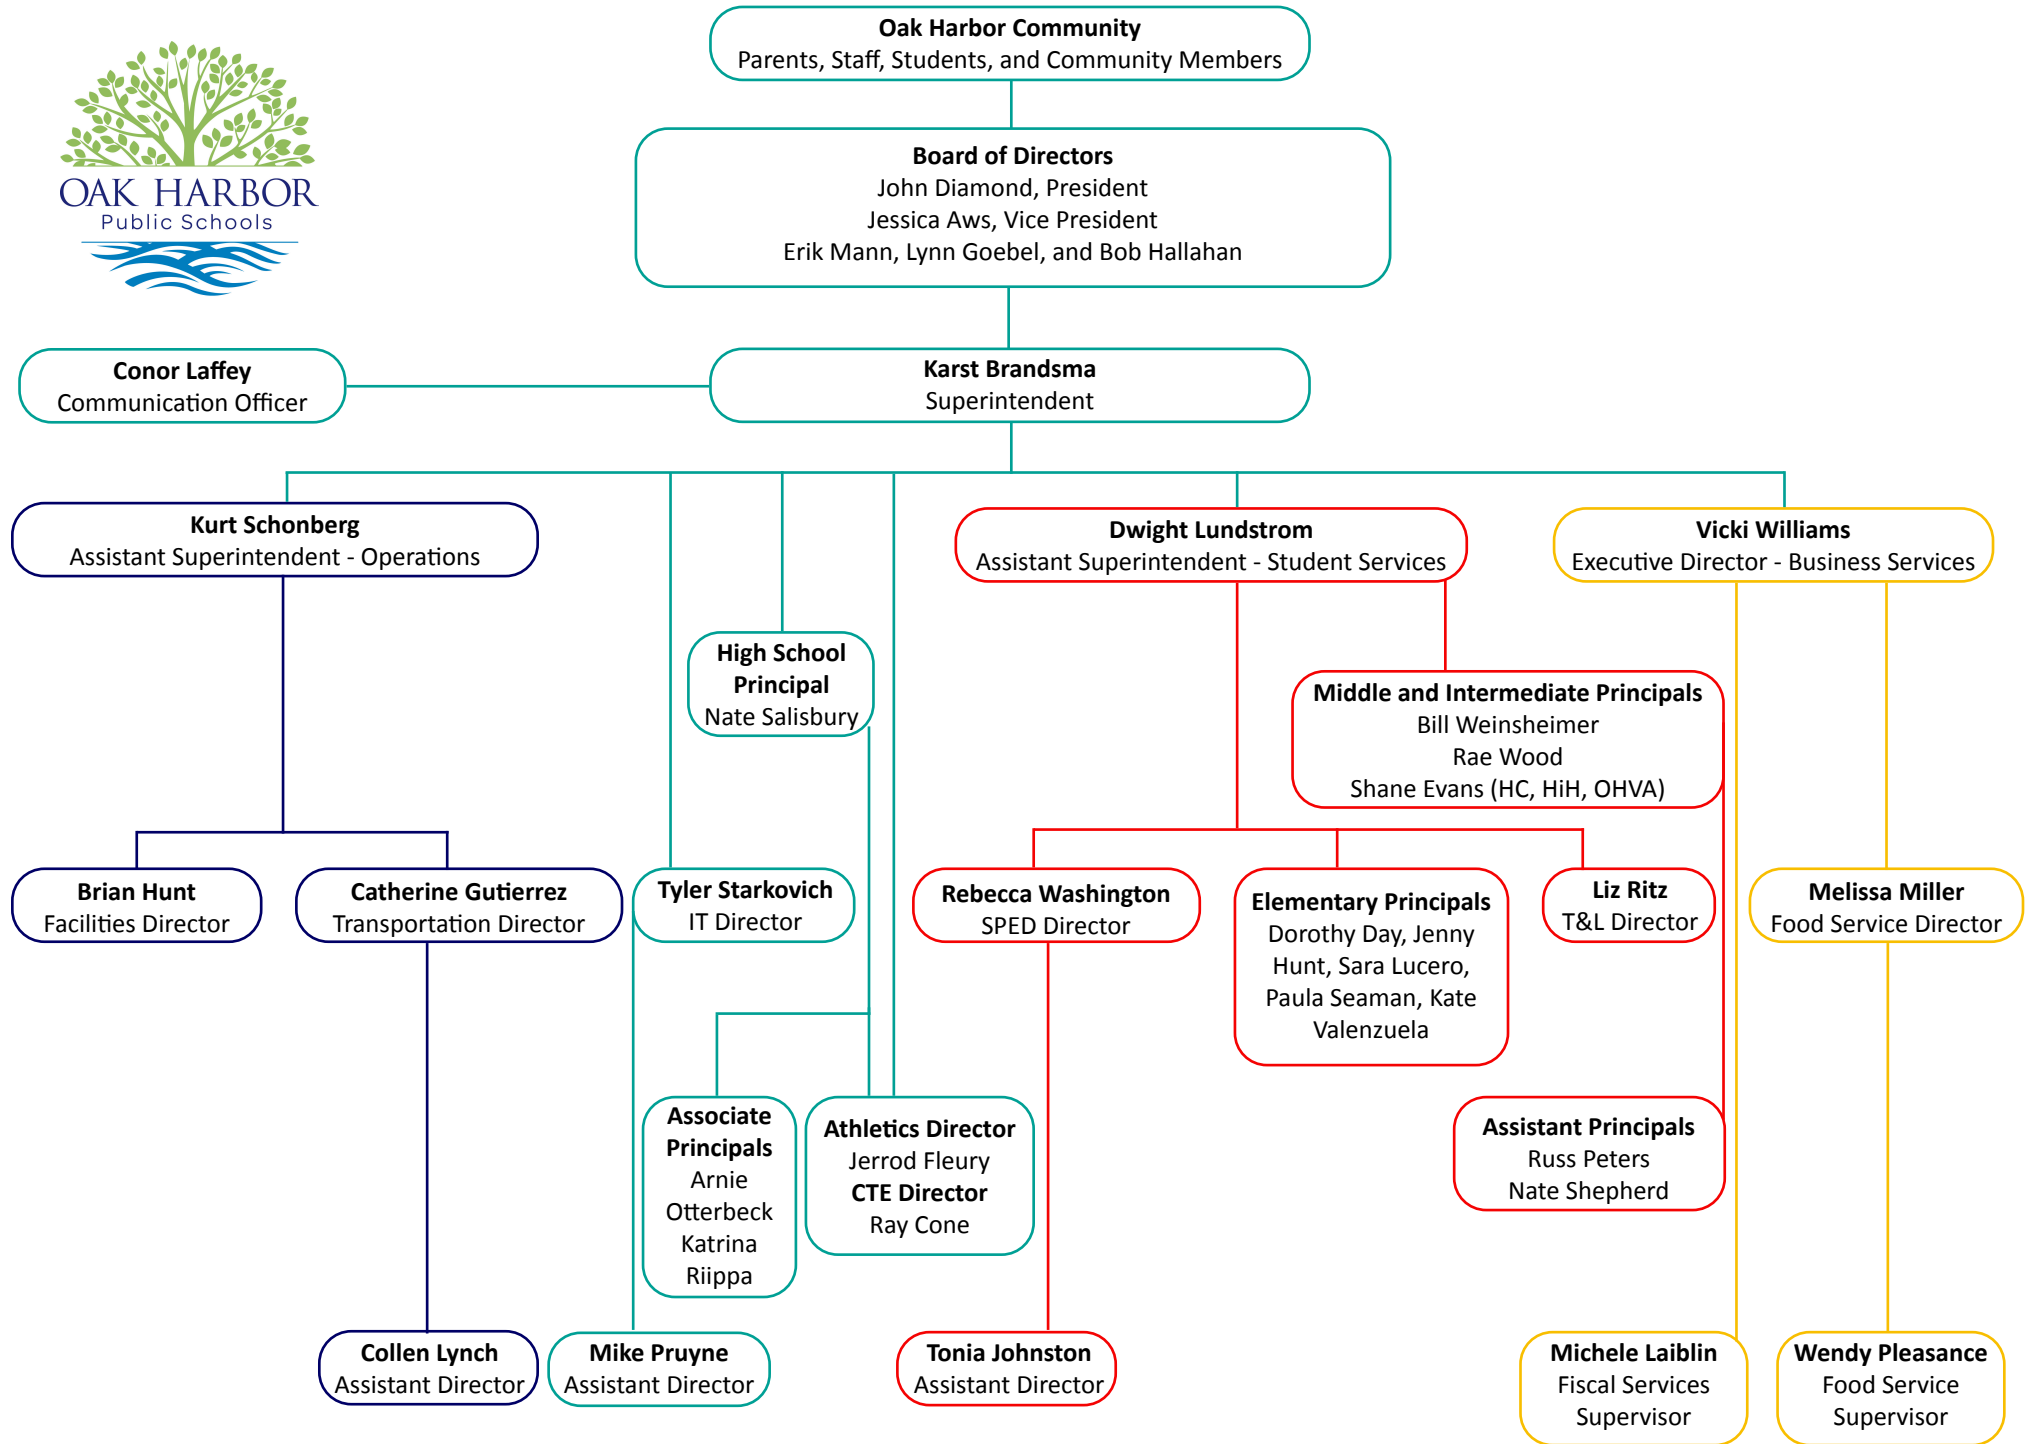 Oak Harbor Community
Parents, Staff, Students, and Community Members
OAK HARBOR
Public Schools
Board of Directors
John Diamond, President
Jessica Aws, Vice President
Erik Mann, Lynn Goebel, and Bob Hallahan
Conor Laffey
Communication Officer
Karst Brandsma
Superintendent
Kurt Schonberg
Assistant Superintendent - Operations
Dwight Lundstrom
Assistant Superintendent - Student Services
Vicki Williams
Executive Director - Business Services
High School
Principal
Nate Salisbury
Middle and Intermediate Principals
Bill Weinsheimer
Rae Wood
Shane Evans (HC, HiH, OHVA)
Brian Hunt
Facilities Director
Catherine Gutierrez
Transportation Director
Tyler Starkovich
IT Director
Rebecca Washington
SPED Director
Elementary Principals
Dorothy Day, Jenny
Hunt, Sara Lucero,
Paula Seaman, Kate
Valenzuela
Liz Ritz
T&L Director
Melissa Miller
Food Service Director
Associate
Principals
Arnie
Otterbeck
Katrina
Riippa
Athletics Director
Jerrod Fleury
CTE Director
Ray Cone
Assistant Principals
Russ Peters
Nate Shepherd
Collen Lynch
Assistant Director
Mike Pruyne
Assistant Director
Tonia Johnston
Assistant Director
Michele Laiblin
Fiscal Services
Supervisor
Wendy Pleasance
Food Service
Supervisor